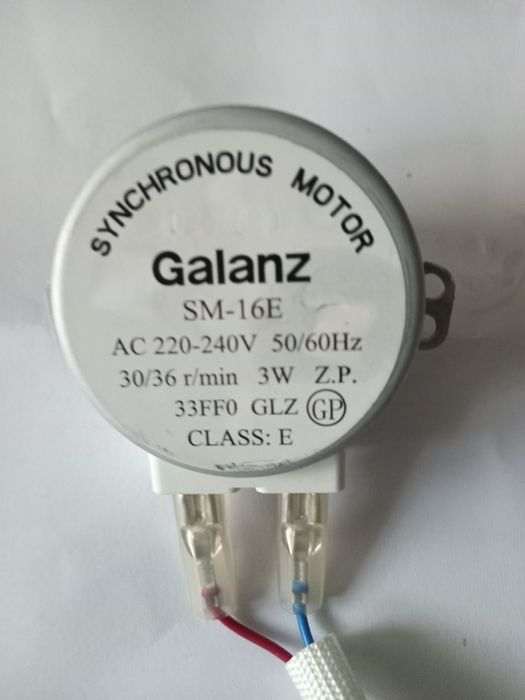 SYNCHRONOUS MOTOR
Galanz
SM-16E
AC 220-240V 50/60Hz
30/36 r/min 3W Z.P.
33FF0 GLZ GP
CLASS: E